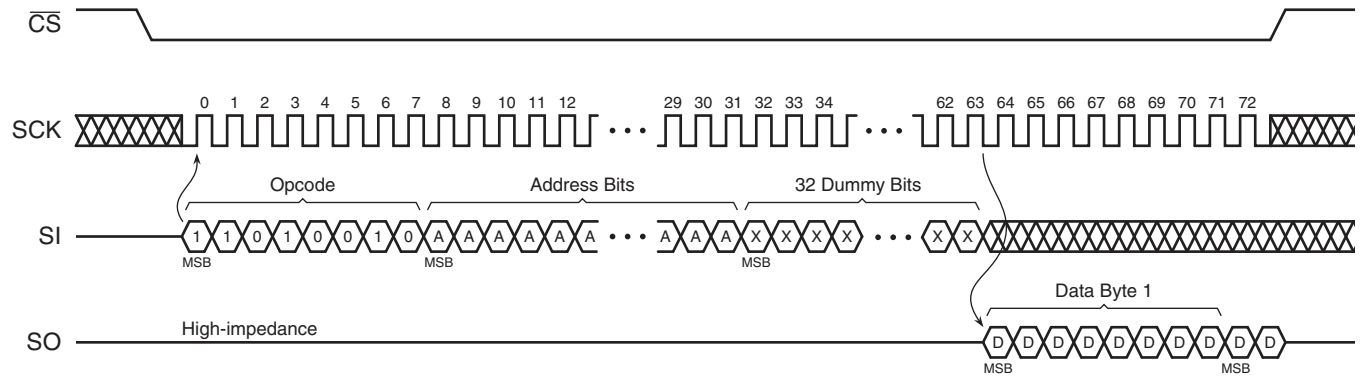 CS
0 1 2 3 4 5 6 7 8 9 10 11 12 29 30 31 32 33 34 62 63 64 65 66 67 68 69 70 71 72
SCK
Opcode Address Bits 32 Dummy Bits
SI 1 1 0 1 0 0 1 0 A A A A A A A A A X X X X X X
MSB MSB MSB
Data Byte 1
High-impedance
SO D D D D D D D D D D
MSB MSB